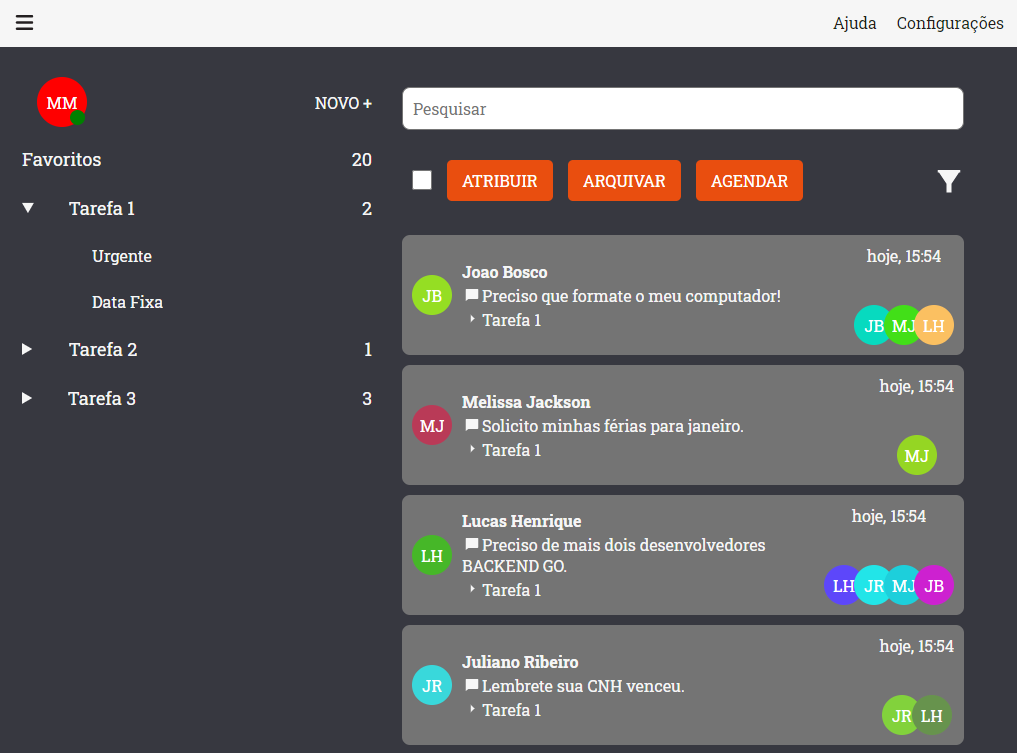 Ajuda Configurações
MM
NOVO +
Favoritos 20
Tarefa 1 2
Urgente
Data Fixa
Tarefa 2 1
Tarefa 3 3
Pesquisar
ATRIBUIR ARQUIVAR AGENDAR
hoje, 15:54
Joao Bosco
JB
Preciso que formate o meu computador!
Tarefa 1
JB MJ LH
hoje, 15:54
Melissa Jackson
MJ
Solicito minhas férias para janeiro.
Tarefa 1
MJ
hoje, 15:54
Lucas Henrique
LH
Preciso de mais dois desenvolvedores
BACKEND GO.
Tarefa 1
LH JR MJ JB
hoje, 15:54
Juliano Ribeiro
JR
Lembrete sua CNH venceu.
Tarefa 1
JR LH